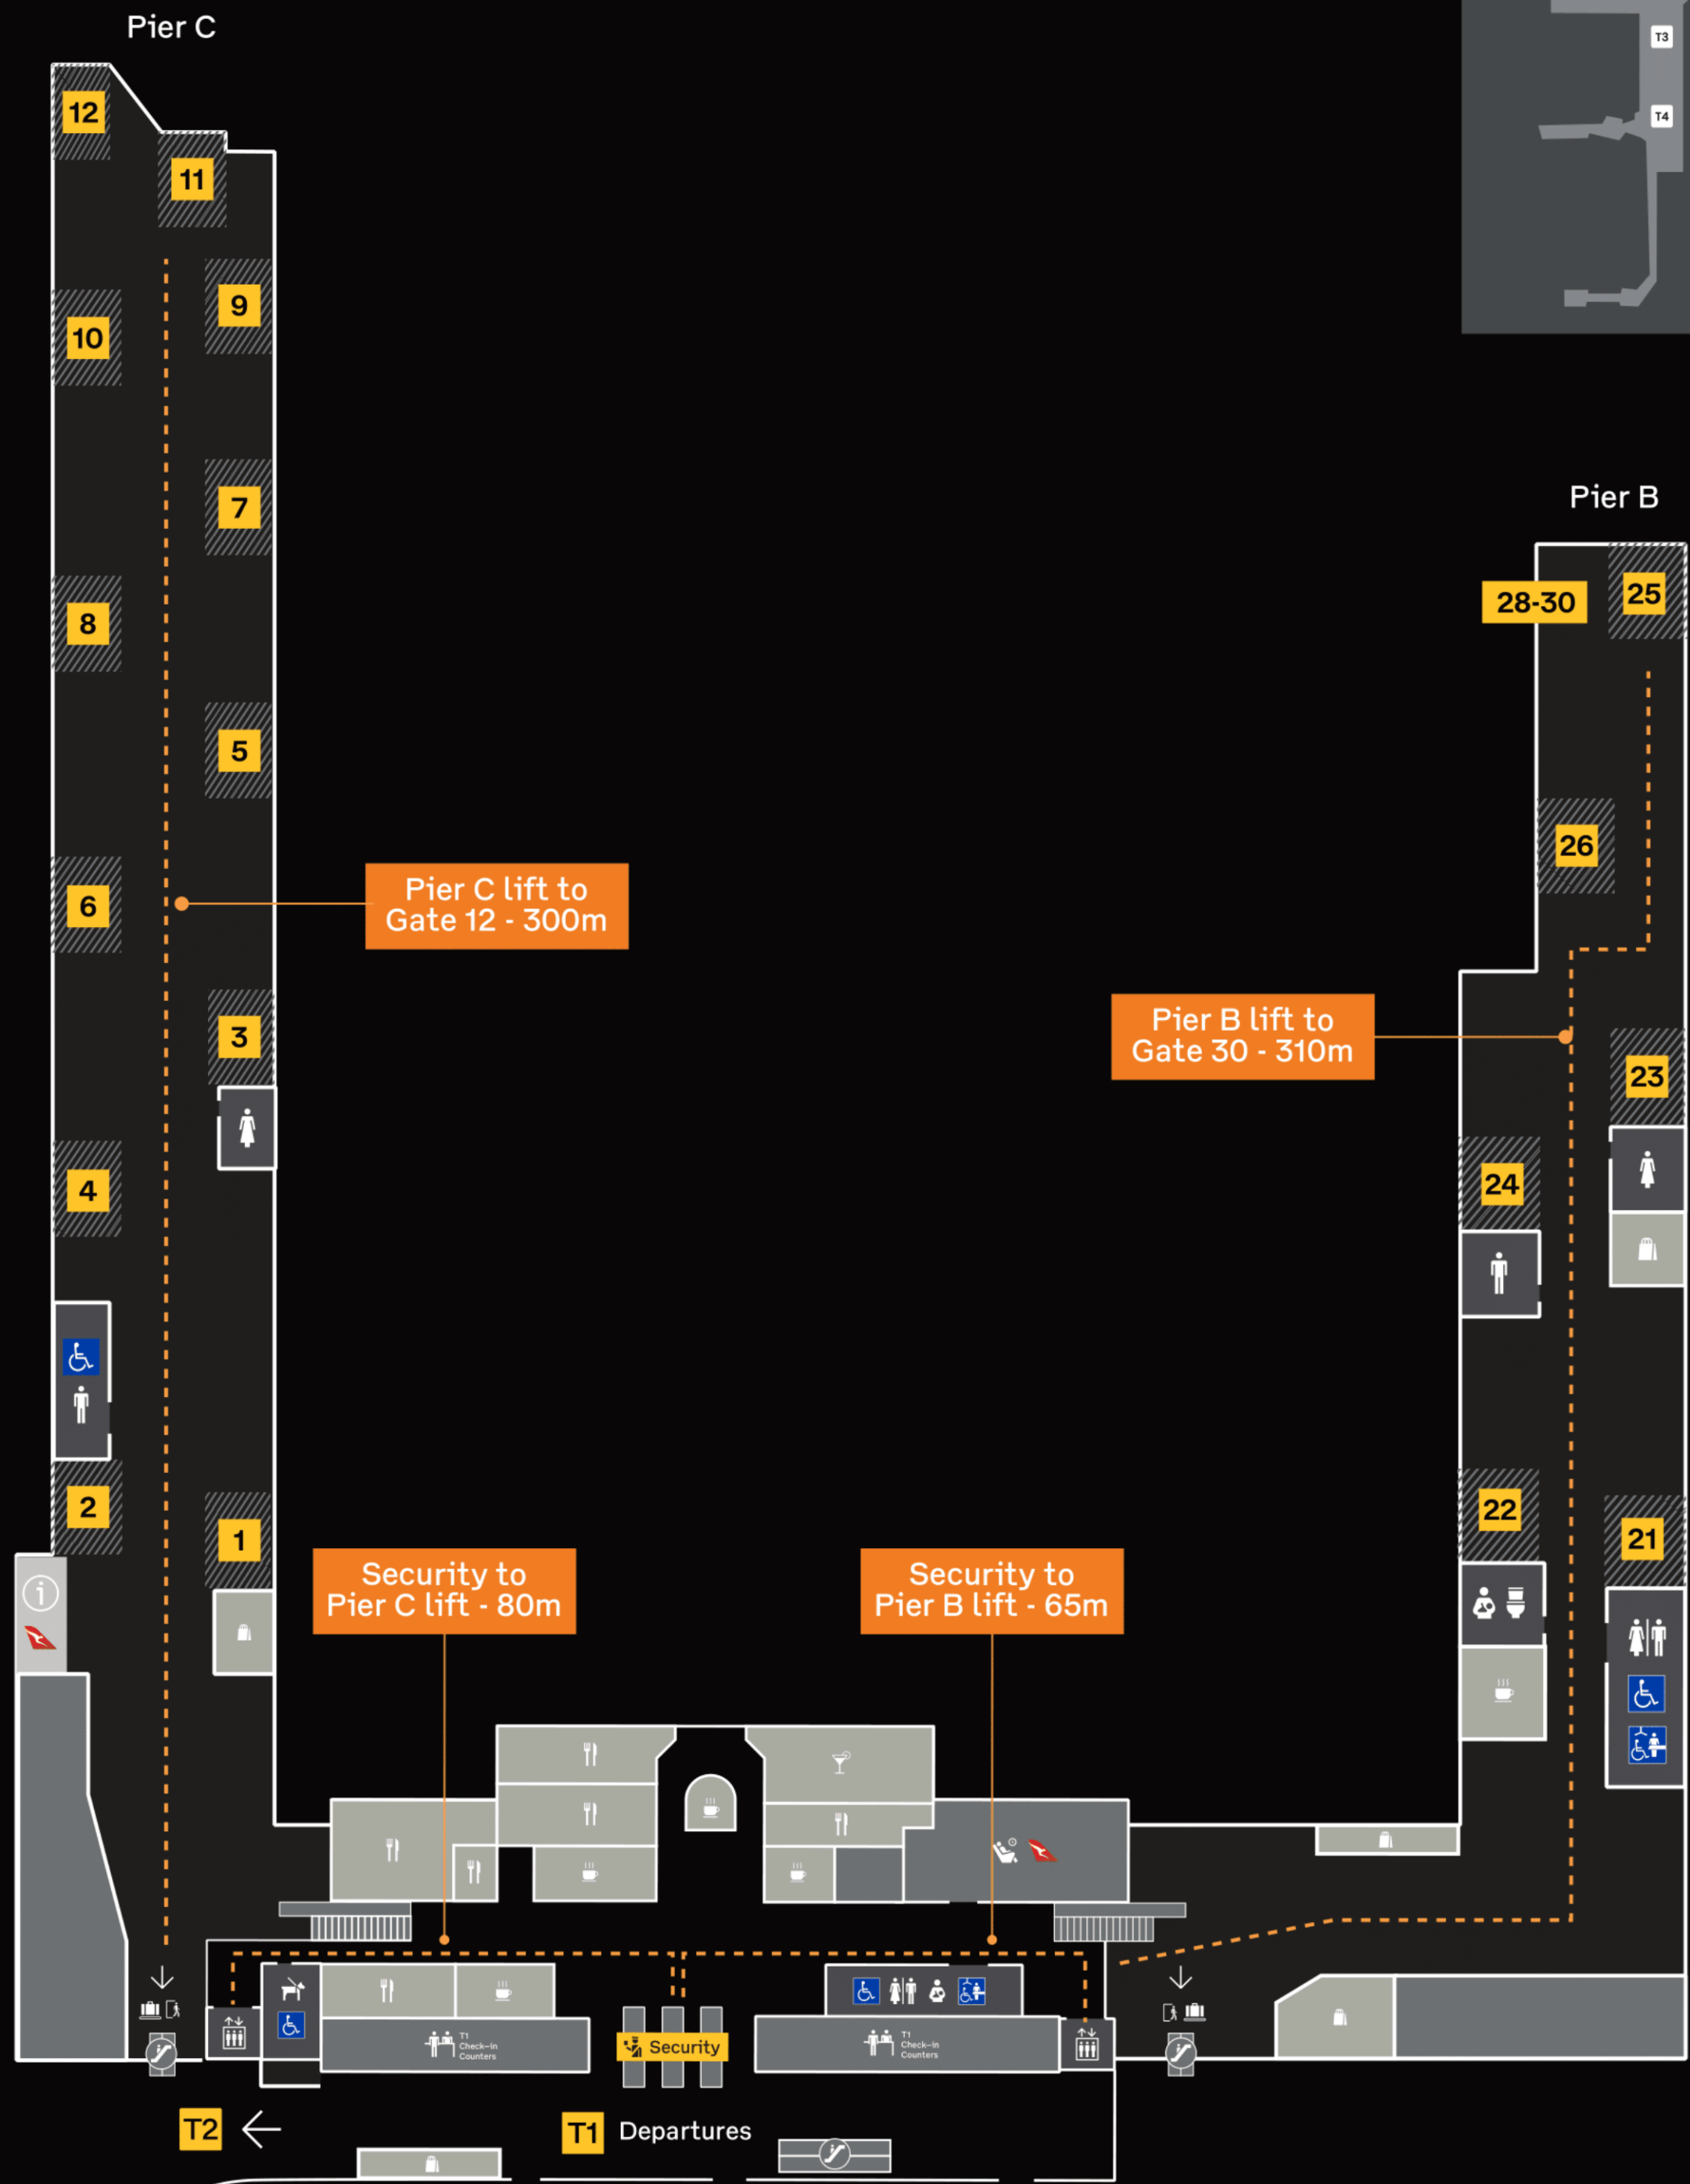 Pier C
T3
T4
12
11
9
10
7
Pier B
25
28-30
8
5
26
6
Pier C lift to
Gate 12 - 300m
Pier B lift to
Gate 30 - 310m
3
23
4
24
2
1
22
21
Security to
Pier C lift - 80m
Security to
Pier B lift - 65m
i
T1
Check-in
Counters
Security
T1
Check-in
Counters
T2
T1 Departures